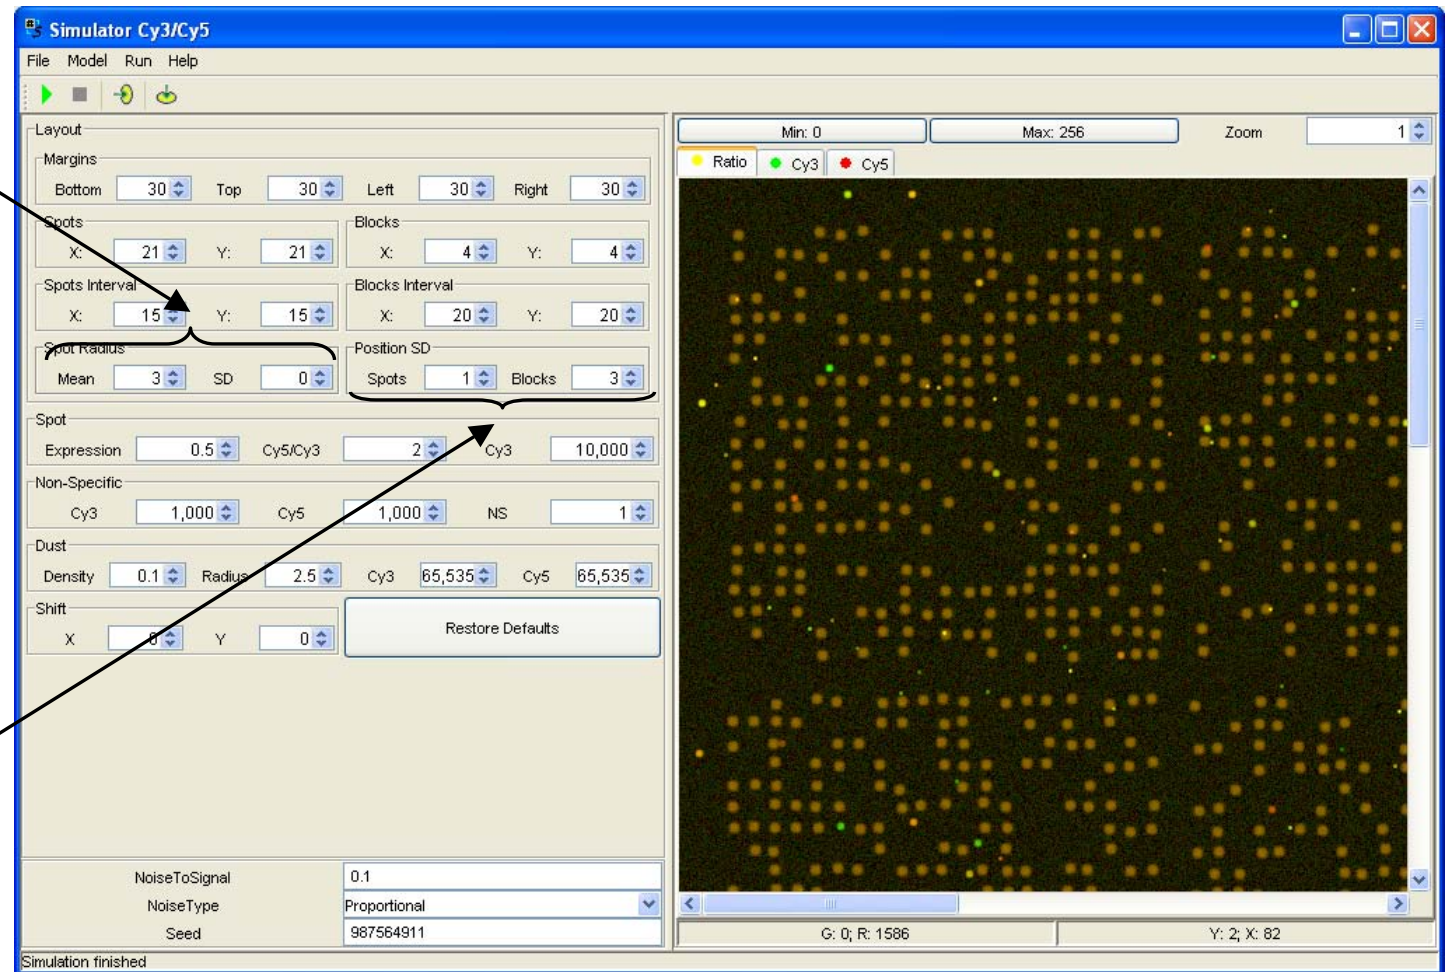 Simulator Cy3/Cy5
File Model Run Help
Layout
Margins
Bottom 30 Top 30 Left 30 Right 30
Spots
X: 21 Y: 21
Blocks
X: 4 Y: 4
Spots Interval
X: 15 Y: 15
Blocks Interval
X: 20 Y: 20
Spot Radius
Mean 3 SD 0
Position SD
Spots 1 Blocks 3
Spot
Expression 0.5 Cy5/Cy3 2 Cy3 10,000
Non-Specific
Cy3 1,000 Cy5 1,000 NS 1
Dust
Density 0.1 Radius 2.5 Cy3 65,535 Cy5 65,535
Shift
X 0 Y 0
Restore Defaults
NoiseToSignal 0.1
NoiseType Proportional
Seed 987564911
Min: 0 Max: 256 Zoom 1
Ratio Cy3 Cy5
G: 0; R: 1586 Y: 2; X: 82
Simulation finished